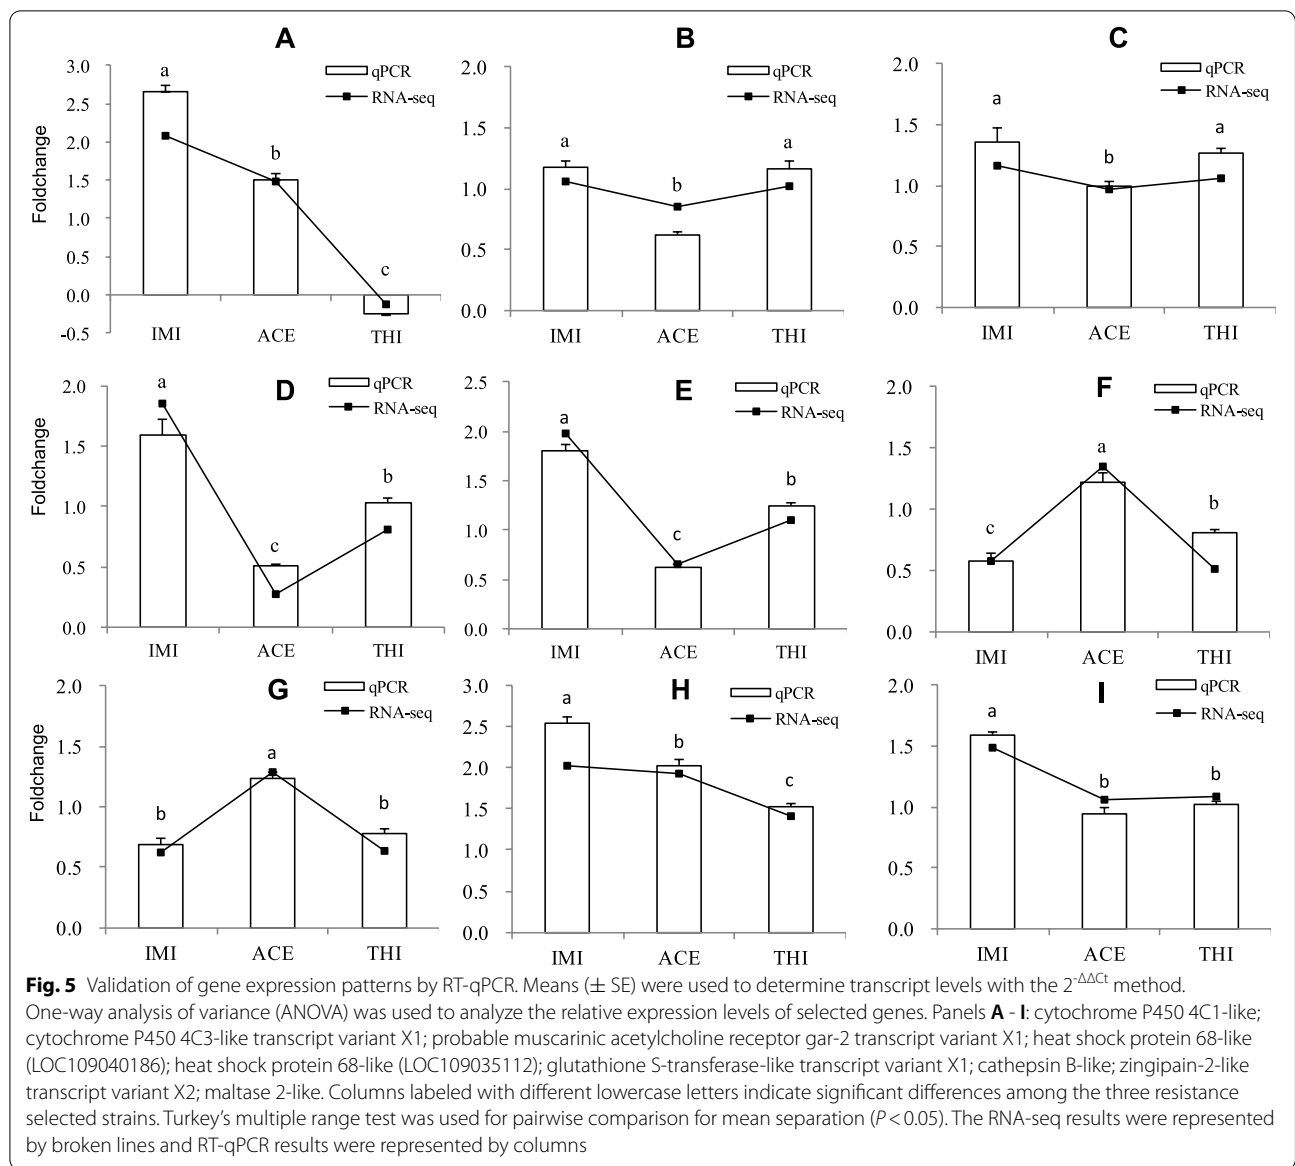 A
B
C
3.0
2.5
2.0
1.5
1.0
0.5
0.0
-0.5
Foldchange
a
b
c
qPCR
RNA-seq
IMI ACE THI
2.0
1.5
1.0
0.5
0.0
a
b
a
qPCR
RNA-seq
IMI ACE THI
2.0
1.5
1.0
0.5
0.0
a
b
a
qPCR
RNA-seq
IMI ACE THI
D
E
F
2.0
1.5
1.0
0.5
0.0
Foldchange
a
c
b
qPCR
RNA-seq
IMI ACE THI
2.5
2.0
1.5
1.0
0.5
0.0
a
c
b
qPCR
RNA-seq
IMI ACE THI
2.0
1.5
1.0
0.5
0.0
c
a
b
qPCR
RNA-seq
IMI ACE THI
G
H
I
2.0
1.5
1.0
0.5
0.0
Foldchange
b
a
b
qPCR
RNA-seq
IMI ACE THI
3.0
2.5
2.0
1.5
1.0
0.5
0.0
a
b
c
qPCR
RNA-seq
IMI ACE THI
2.0
1.5
1.0
0.5
0.0
a
b
b
qPCR
RNA-seq
IMI ACE THI
Fig. 5 Validation of gene expression patterns by RT-qPCR. Means (± SE) were used to determine transcript levels with the 2-ΔΔCt method.
One-way analysis of variance (ANOVA) was used to analyze the relative expression levels of selected genes. Panels A - I: cytochrome P450 4C1-like;
cytochrome P450 4C3-like transcript variant X1; probable muscarinic acetylcholine receptor gar-2 transcript variant X1; heat shock protein 68-like
(LOC109040186); heat shock protein 68-like (LOC109035112); glutathione S-transferase-like transcript variant X1; cathepsin B-like; zingipain-2-like
transcript variant X2; maltase 2-like. Columns labeled with different lowercase letters indicate significant differences among the three resistance
selected strains. Turkey's multiple range test was used for pairwise comparison for mean separation (P < 0.05). The RNA-seq results were represented
by broken lines and RT-qPCR results were represented by columns